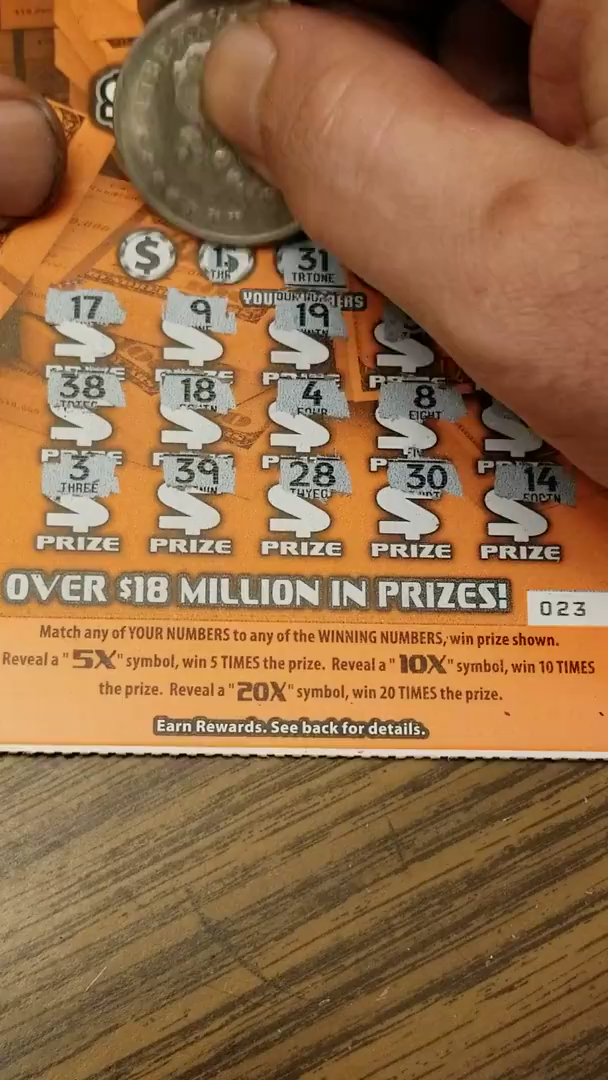 $ 15 31
THR TRTONE
YOUR NUMBERS
17 9 19
38 18 4 8
FOUR EIGHT
3 39 28 30 14
THREE
PRIZE PRIZE PRIZE PRIZE PRIZE
OVER $18 MILLION IN PRIZES!
023
Match any of YOUR NUMBERS to any of the WINNING NUMBERS, win prize shown.
Reveal a "5X" symbol, win 5 TIMES the prize. Reveal a "10X" symbol, win 10 TIMES
the prize. Reveal a "20X" symbol, win 20 TIMES the prize.
Earn Rewards. See back for details.